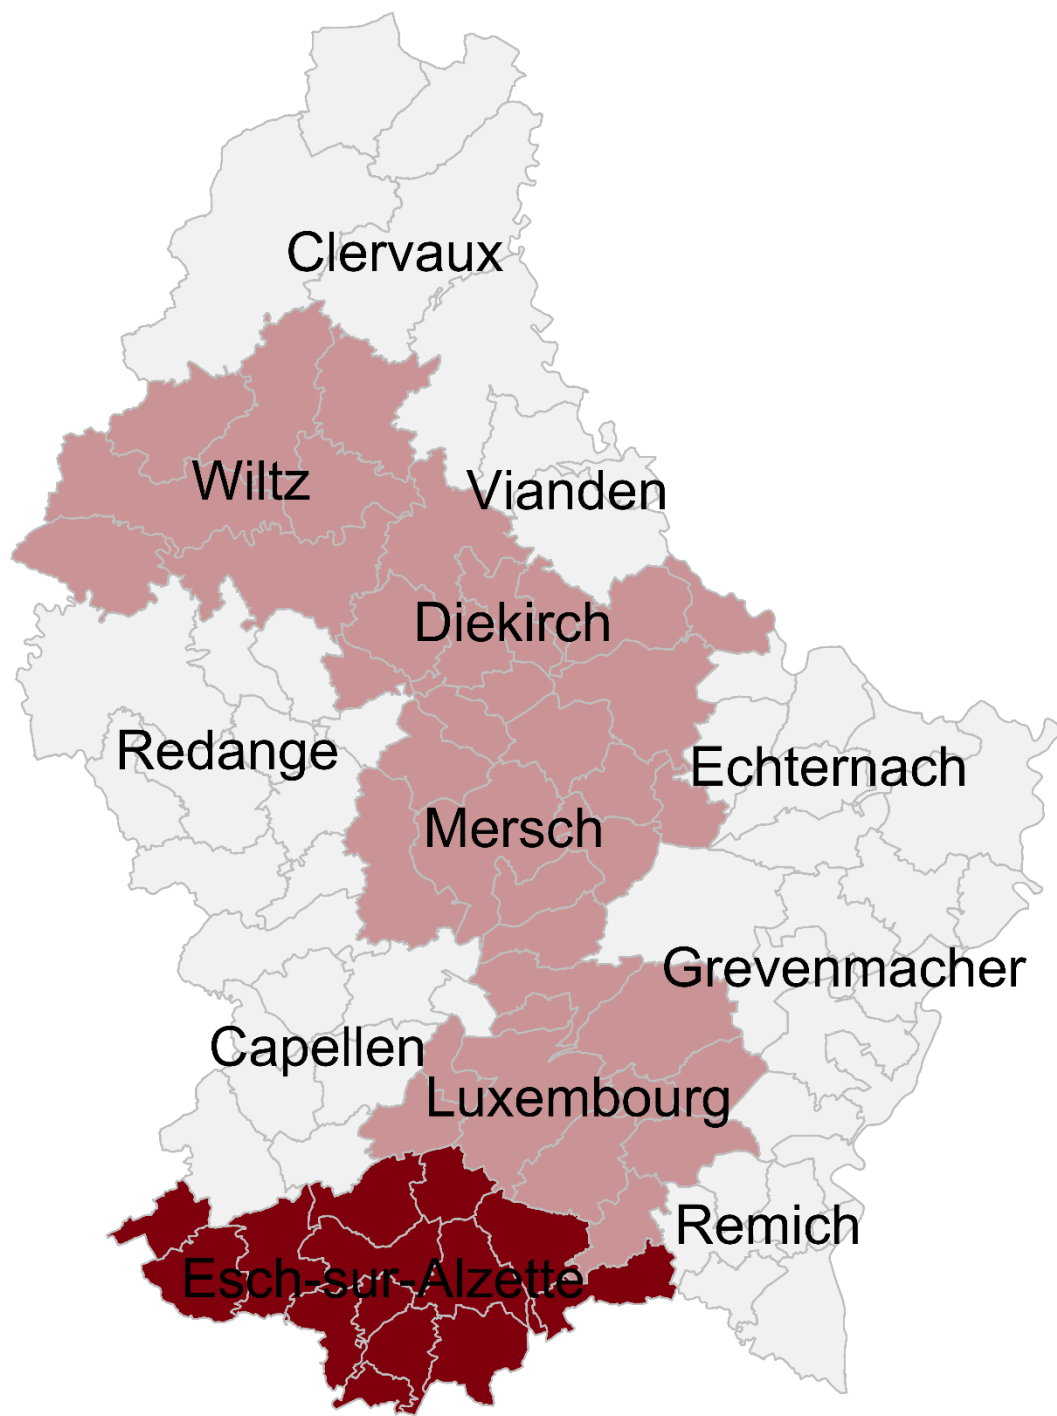 Clervaux
Wiltz
Vianden
Diekirch
Redange
Echternach
Mersch
Grevenmacher
Capellen
Luxembourg
Remich
Esch-sur-Alzette